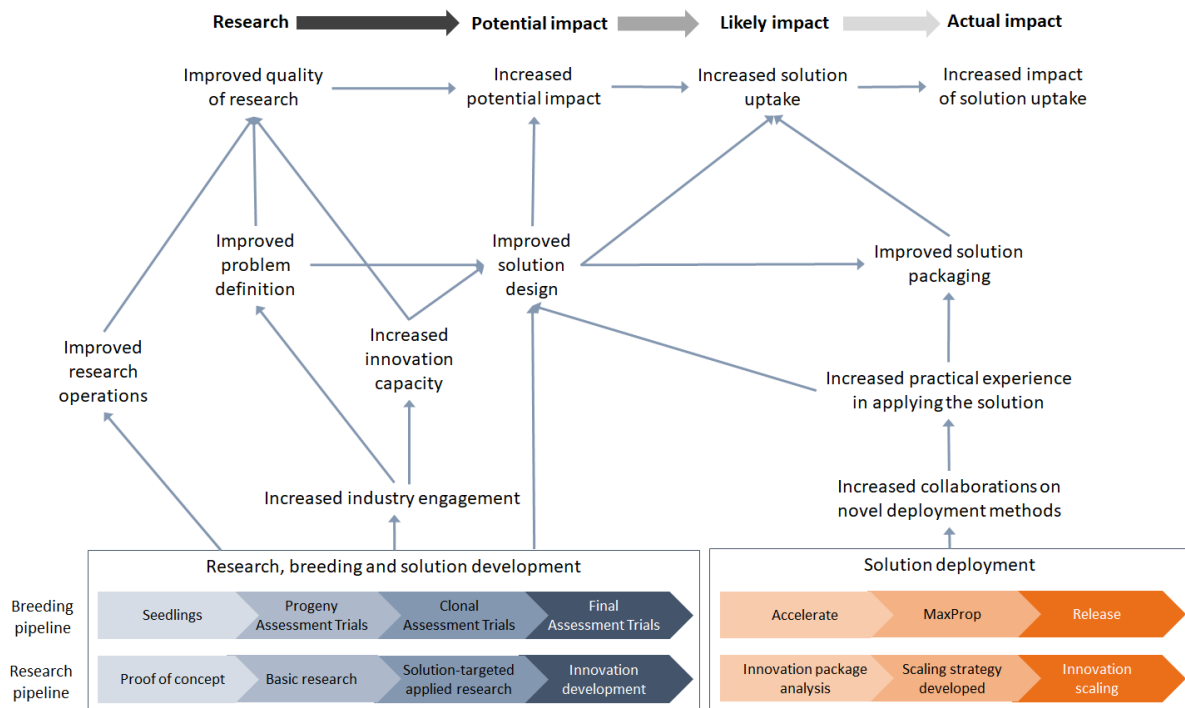 Research
Potential impact
Likely impact
Actual impact
Improved quality
of research
Increased
potential impact
Increased solution
uptake
Increased impact
of solution uptake
Improved
problem
definition
Improved
solution
design
Improved solution
packaging
Improved
research
operations
Increased
innovation
capacity
Increased practical experience
in applying the solution
Increased industry engagement
Increased collaborations on
novel deployment methods
Research, breeding and solution development
Solution deployment
Breeding
pipeline
Seedlings
Progeny
Assessment Trials
Clonal
Assessment Trials
Final
Assessment Trials
Accelerate
MaxProp
Release
Research
pipeline
Proof of concept
Basic research
Solution-targeted
applied research
Innovation
development
Innovation package
analysis
Scaling strategy
developed
Innovation
scaling